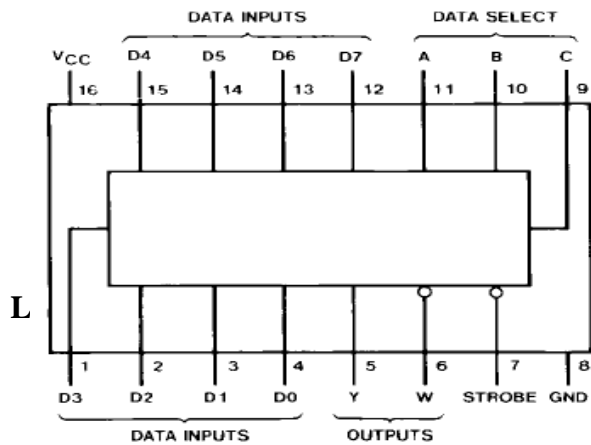 DATA INPUTS DATA SELECT
VCC D4 D5 D6 D7 A B C
16 15 14 13 12 11 10 9
L
1 2 3 4 5 6 7 8
D3 D2 D1 D0 Y W STROBE GND
DATA INPUTS OUTPUTS